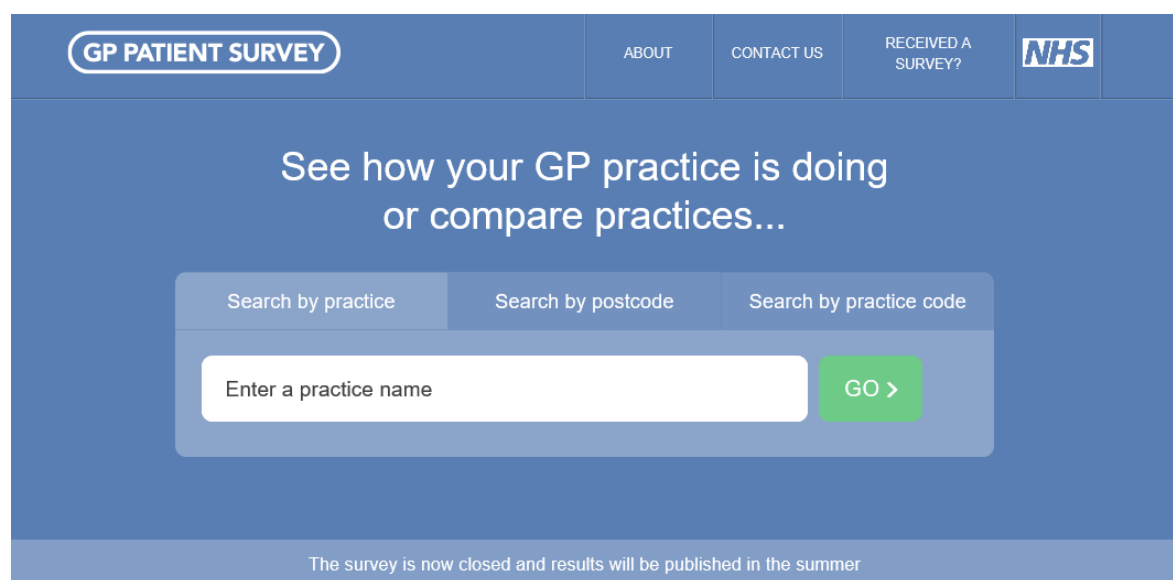 GP PATIENT SURVEY
ABOUT
CONTACT US
RECEIVED A
SURVEY?
NHS
See how your GP practice is doing
or compare practices...
Search by practice
Search by postcode
Search by practice code
Enter a practice name
GO
The survey is now closed and results will be published in the summer